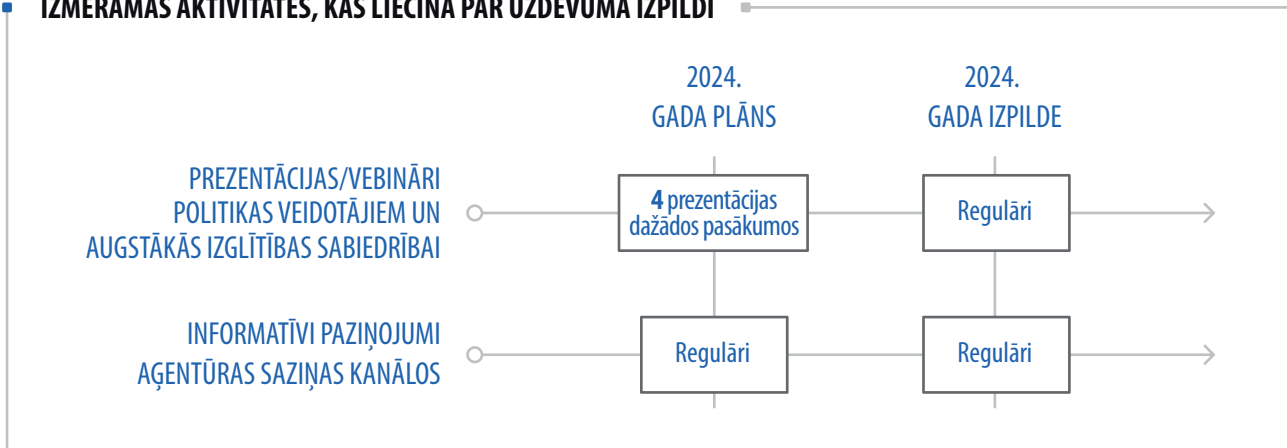 IZMĒRĀMĀS AKTIVITĀTES, KAS LIECINA PAR UZDEVUMA IZPILDI
2024.
GADA PLĀNS
2024.
GADA IZPILDE
PREZENTĀCIJAS/VEBINĀRI
POLITIKAS VEIDOTĀJIEM UN
AUGSTĀKĀS IZGLĪTĪBAS SABIEDRĪBAI
4 prezentācijas
dažādos pasākumos
Regulāri
INFORMATĪVI PAZIŅOJUMI
AĢENTŪRAS SAZIŅAS KANĀLOS
Regulāri
Regulāri